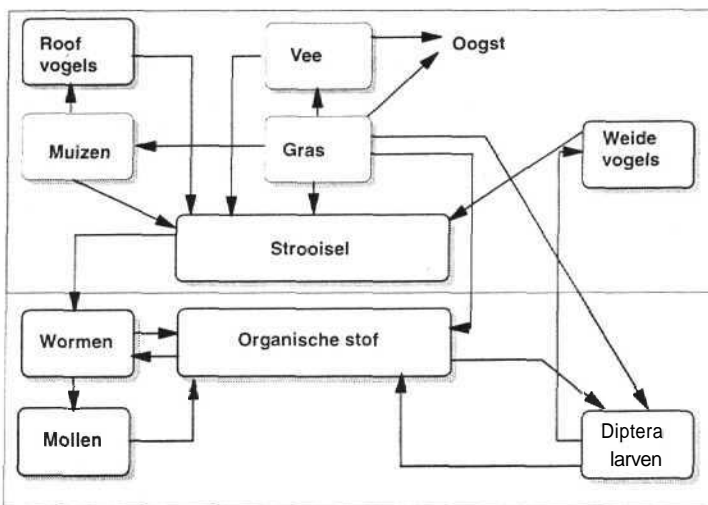 Roof
vogels
Vee
Oogst
Muizen
Gras
Weide
vogels
Strooisel
Wormen
Organische stof
Mollen
Diptera
larven